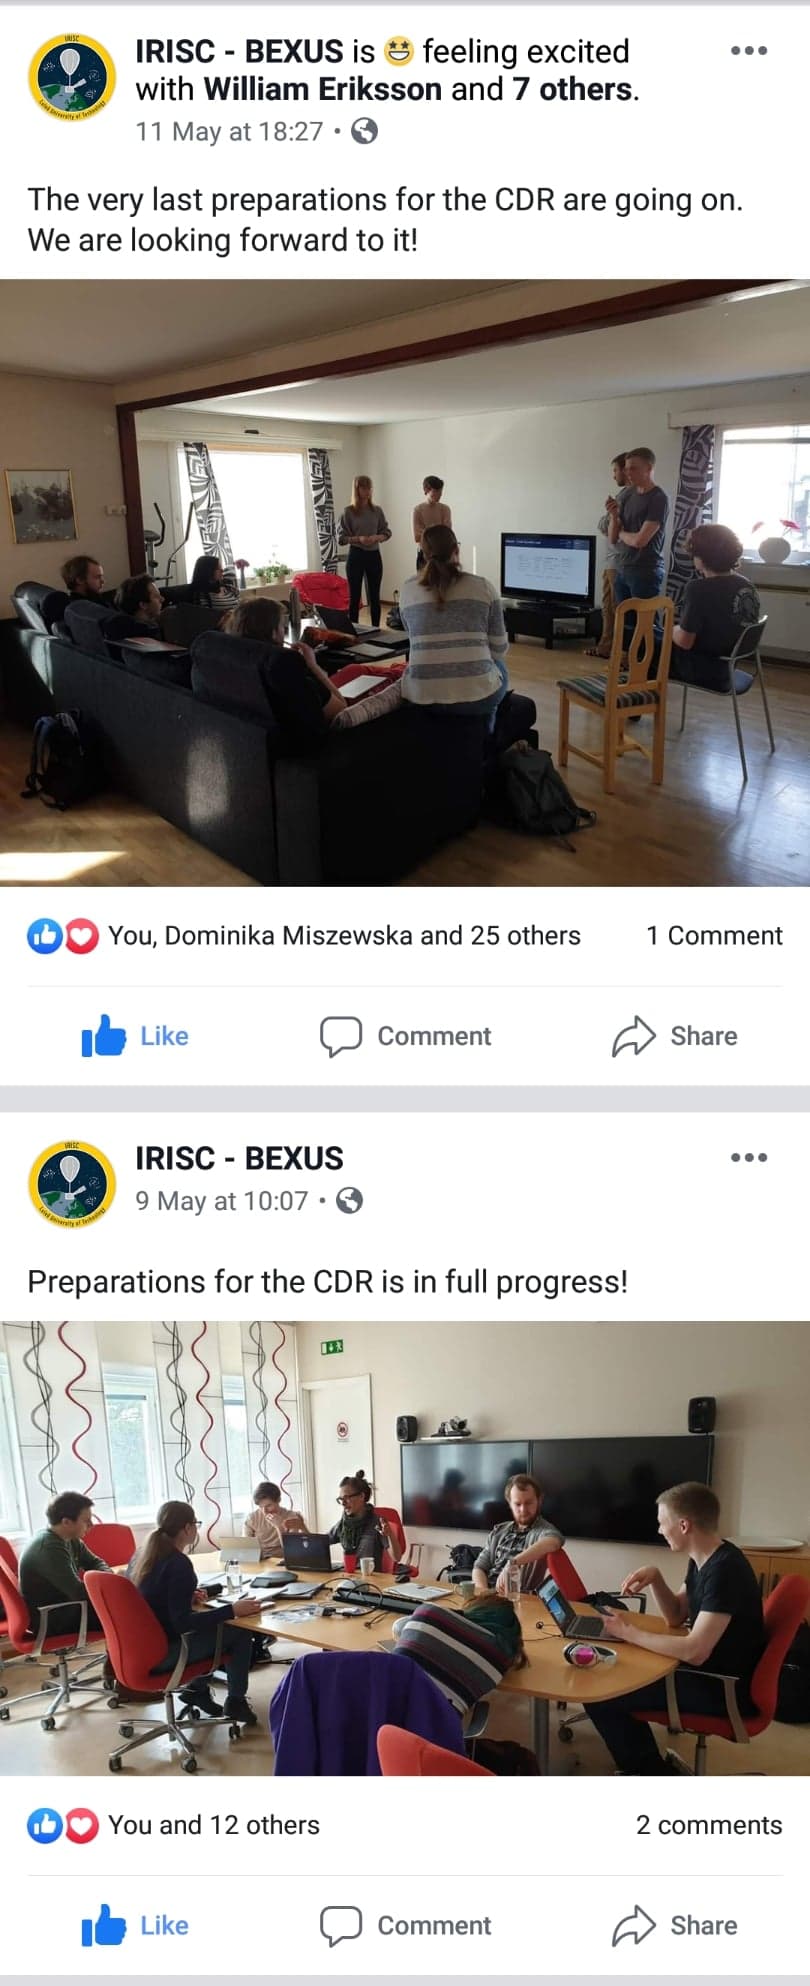 IRISC
IRISC - BEXUS is 🤩 feeling excited
with William Eriksson and 7 others.
11 May at 18:27 •
The very last preparations for the CDR are going on.
We are looking forward to it!
You, Dominika Miszewska and 25 others 1 Comment
Like Comment Share
IRISC
IRISC - BEXUS
9 May at 10:07 •
Preparations for the CDR is in full progress!
You and 12 others 2 comments
Like Comment Share